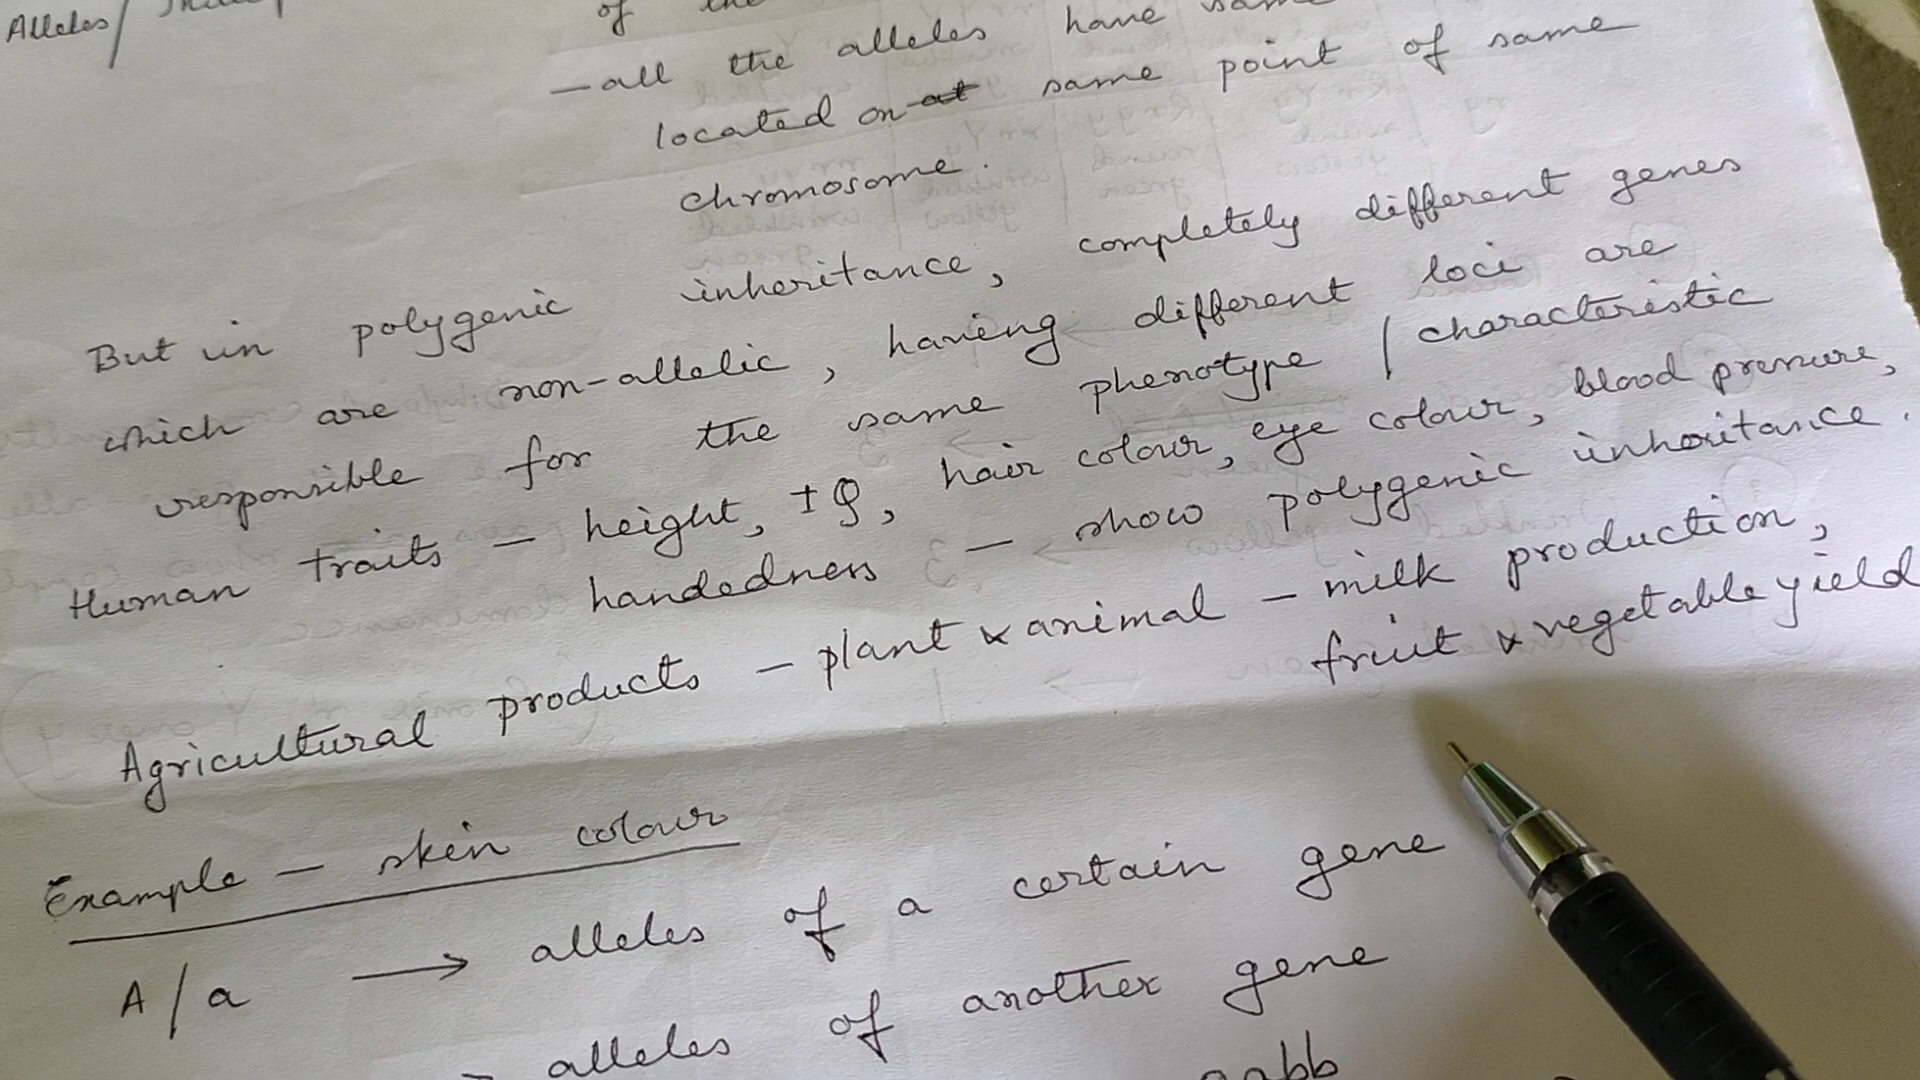 Alleles/
of the
—all the alleles have same
located on at same point of same
chromosome.
But in polygenic inheritance, completely different genes
which are non-allelic, having different loci are
responsible for the same phenotype / characteristic
Human traits — height, IQ, hair colour, eye colour, blood pressure,
handedness — show polygenic inheritance.
Agricultural products — plant & animal — milk production,
fruit & vegetable yield
Example — skin colour
A/a → alleles of a certain gene
alleles of another gene
aabb